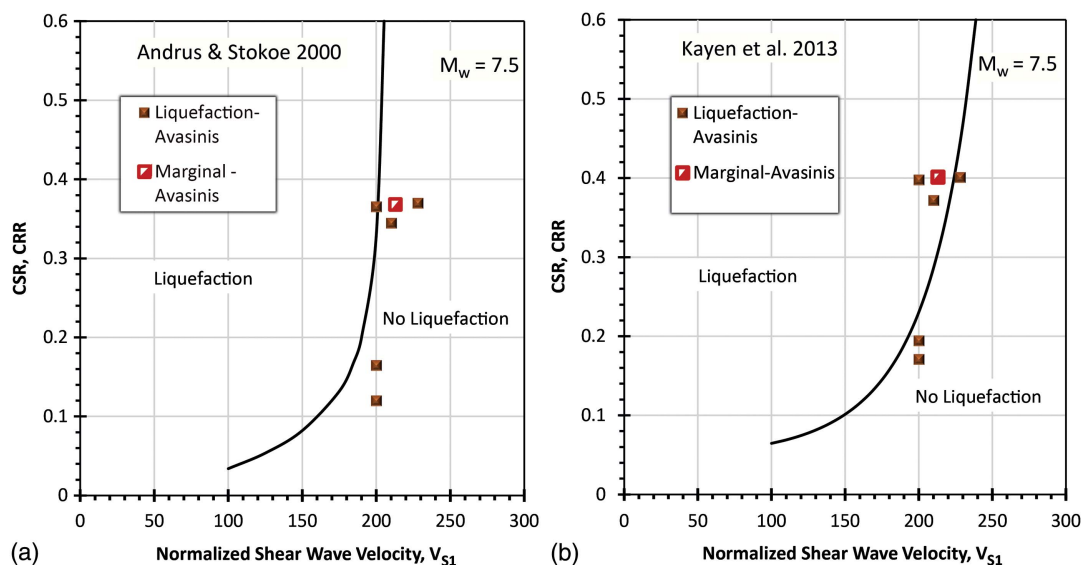 Andrus & Stokoe 2000
M_w = 7.5
Liquefaction-
Avasinis
Marginal -
Avasinis
Liquefaction
No Liquefaction
CSR, CRR
0.6
0.5
0.4
0.3
0.2
0.1
0
0 50 100 150 200 250 300
Normalized Shear Wave Velocity, V_S1
(a)
Kayen et al. 2013
M_w = 7.5
Liquefaction-
Avasinis
Marginal-Avasinis
Liquefaction
No Liquefaction
CSR, CRR
0.6
0.5
0.4
0.3
0.2
0.1
0
0 50 100 150 200 250 300
Normalized Shear Wave Velocity, V_S1
(b)